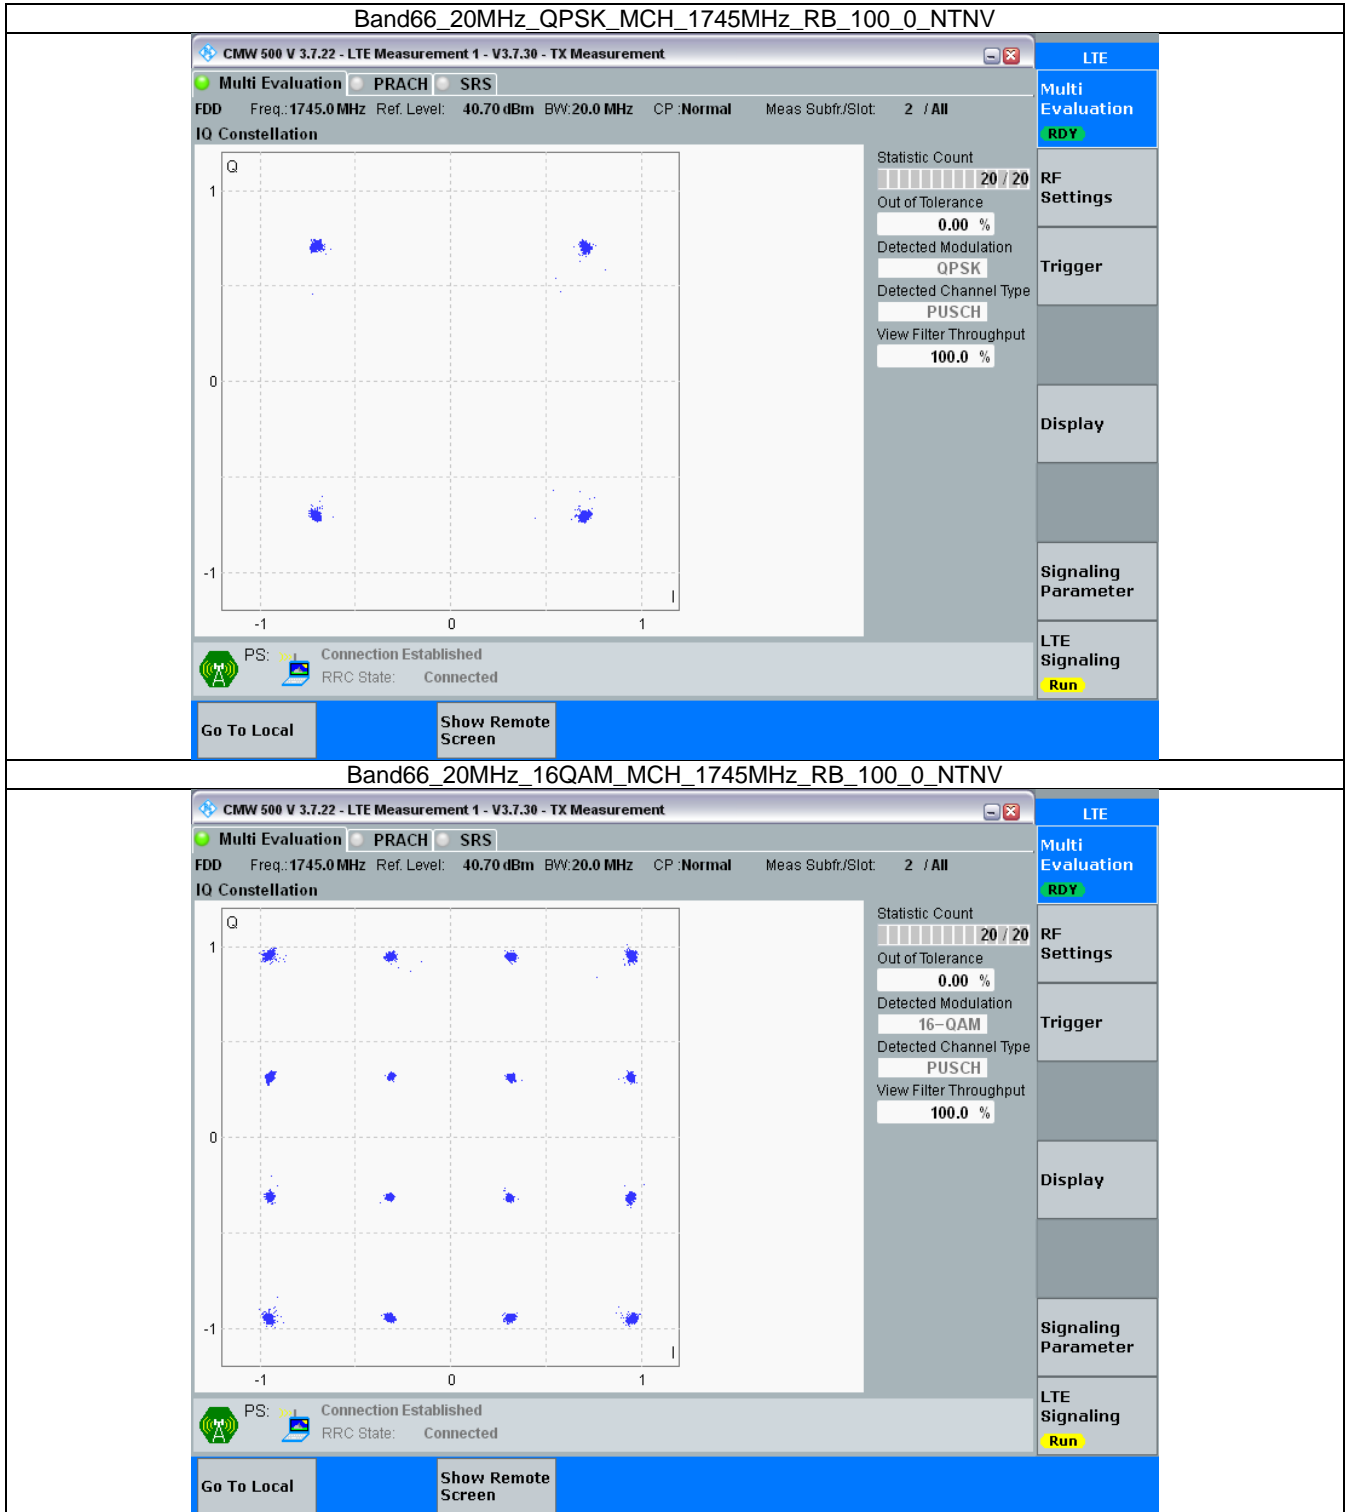 Band66_20MHz_QPSK_MCH_1745MHz_RB_100_0_NTNV
CMW 500 V 3.7.22 - LTE Measurement 1 - V3.7.30 - TX Measurement
LTE
Multi Evaluation PRACH SRS
Multi
Evaluation
RDY
FDD Freq.:1745.0 MHz Ref. Level: 40.70 dBm BW:20.0 MHz CP :Normal Meas Subfr./Slot: 2 / All
IQ Constellation
Q
1
0
-1
I
-1 0 1
Statistic Count
20 / 20
Out of Tolerance
0.00 %
Detected Modulation
QPSK
Detected Channel Type
PUSCH
View Filter Throughput
100.0 %
RF
Settings
Trigger
Display
Signaling
Parameter
LTE
Signaling
Run
PS: Connection Established
RRC State: Connected
Go To Local
Show Remote
Screen
Band66_20MHz_16QAM_MCH_1745MHz_RB_100_0_NTNV
CMW 500 V 3.7.22 - LTE Measurement 1 - V3.7.30 - TX Measurement
LTE
Multi Evaluation PRACH SRS
Multi
Evaluation
RDY
FDD Freq.:1745.0 MHz Ref. Level: 40.70 dBm BW:20.0 MHz CP :Normal Meas Subfr./Slot: 2 / All
IQ Constellation
Q
1
0
-1
I
-1 0 1
Statistic Count
20 / 20
Out of Tolerance
0.00 %
Detected Modulation
16-QAM
Detected Channel Type
PUSCH
View Filter Throughput
100.0 %
RF
Settings
Trigger
Display
Signaling
Parameter
LTE
Signaling
Run
PS: Connection Established
RRC State: Connected
Go To Local
Show Remote
Screen